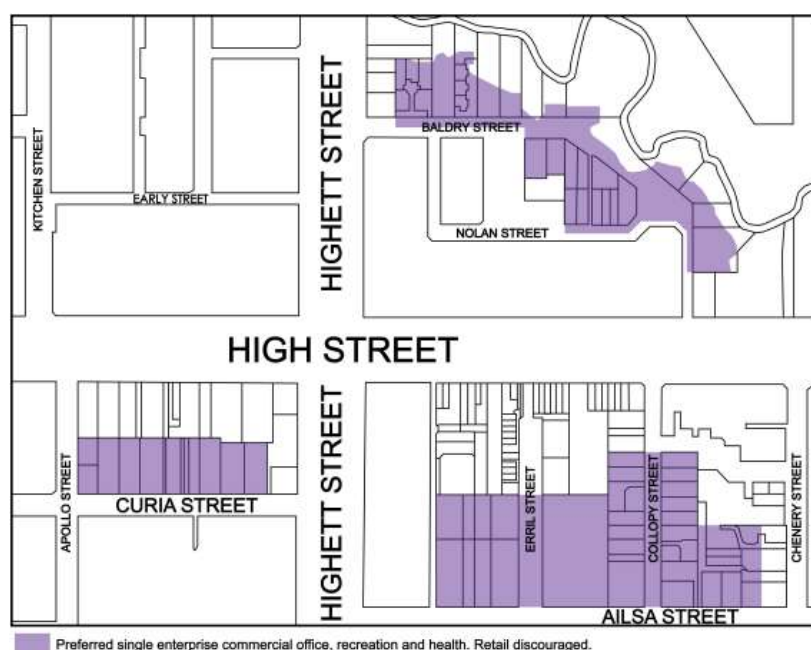 HIGHETT STREET
BALDRY STREET
KITCHEN STREET
EARLY STREET
NOLAN STREET
HIGH STREET
APOLLO STREET
CURIA STREET
HIGHETT STREET
ERRIL STREET
COLLOPY STREET
CHENERY STREET
AILSA STREET
Preferred single enterprise commercial office, recreation and health. Retail discouraged.